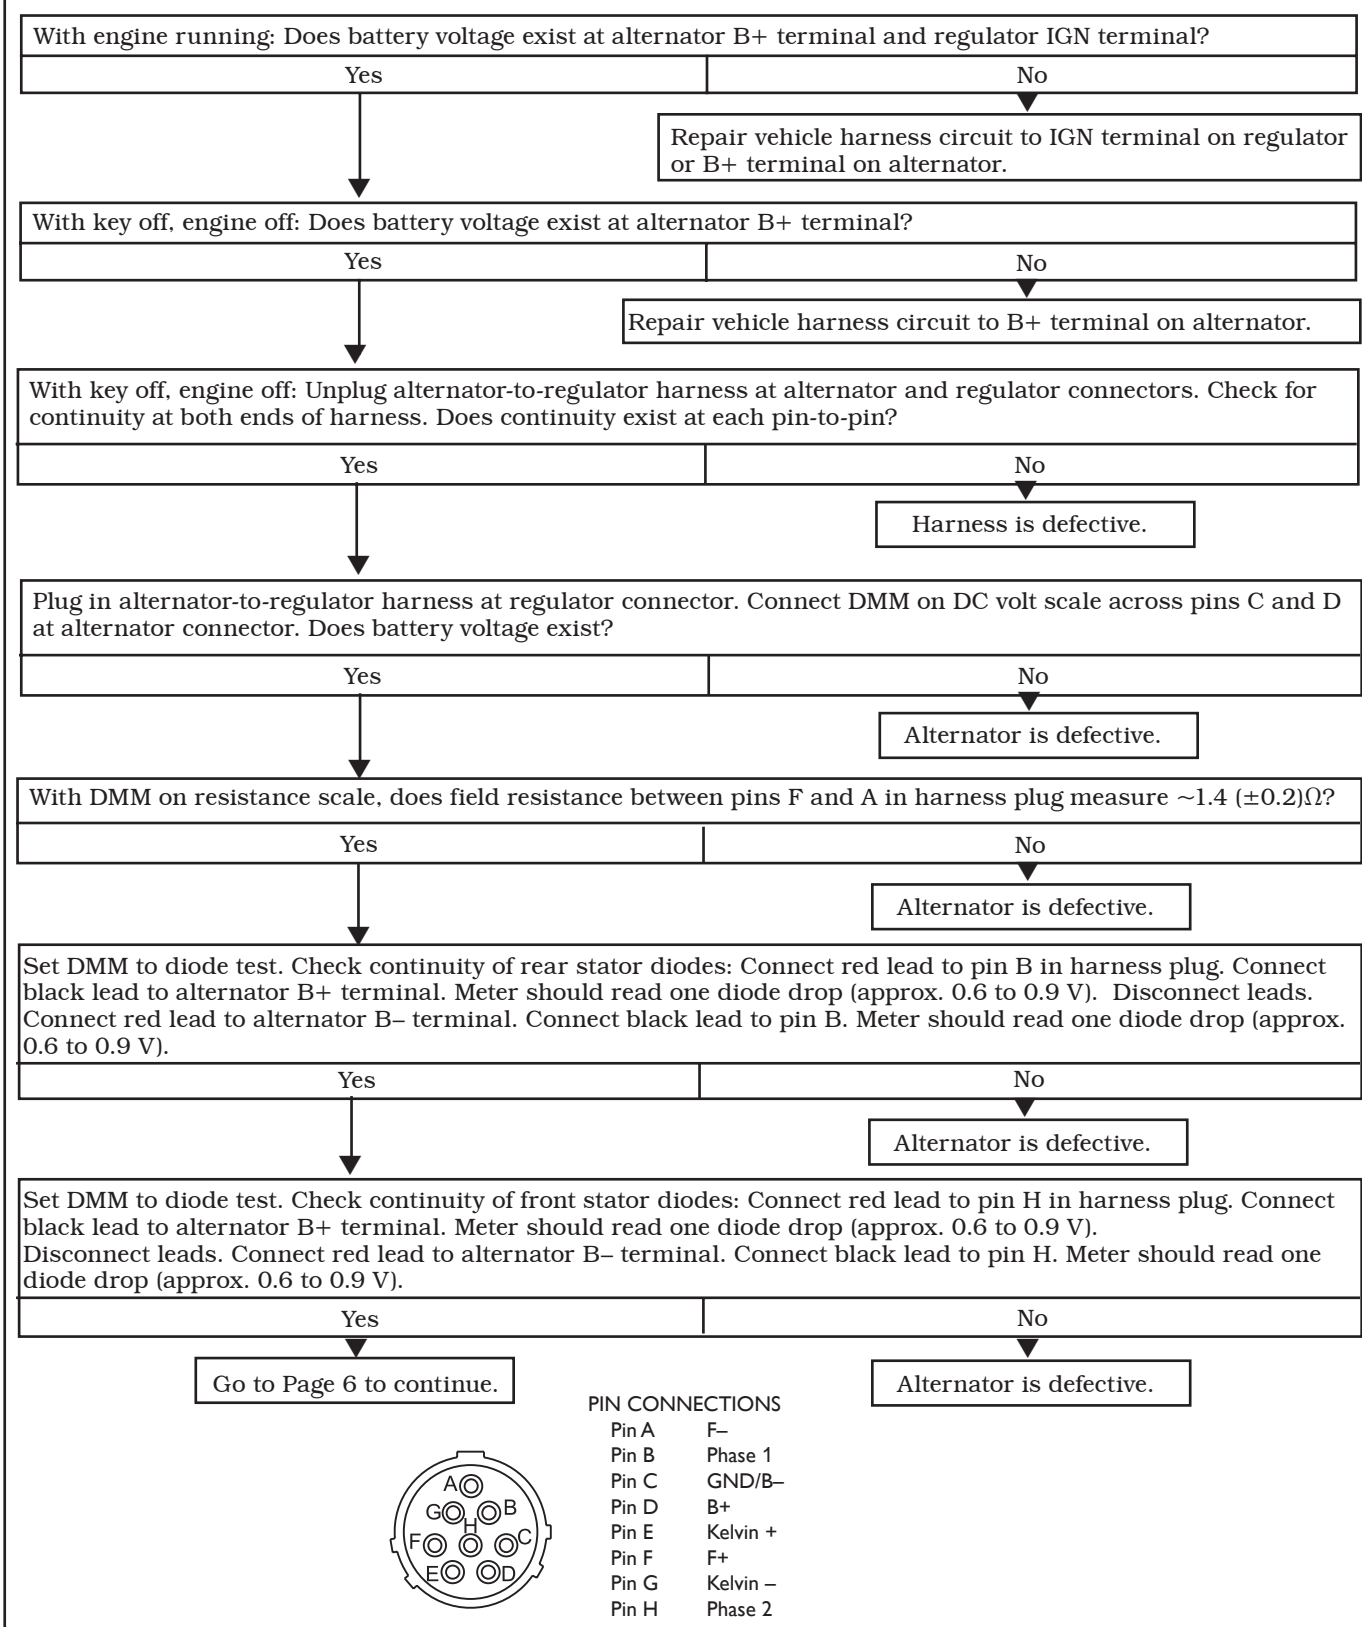 With engine running: Does battery voltage exist at alternator B+ terminal and regulator IGN terminal?
Yes
No
Repair vehicle harness circuit to IGN terminal on regulator
or B+ terminal on alternator.
With key off, engine off: Does battery voltage exist at alternator B+ terminal?
Yes
No
Repair vehicle harness circuit to B+ terminal on alternator.
With key off, engine off: Unplug alternator-to-regulator harness at alternator and regulator connectors. Check for
continuity at both ends of harness. Does continuity exist at each pin-to-pin?
Yes
No
Harness is defective.
Plug in alternator-to-regulator harness at regulator connector. Connect DMM on DC volt scale across pins C and D
at alternator connector. Does battery voltage exist?
Yes
No
Alternator is defective.
With DMM on resistance scale, does field resistance between pins F and A in harness plug measure ~1.4 (±0.2)Ω?
Yes
No
Alternator is defective.
Set DMM to diode test. Check continuity of rear stator diodes: Connect red lead to pin B in harness plug. Connect
black lead to alternator B+ terminal. Meter should read one diode drop (approx. 0.6 to 0.9 V). Disconnect leads.
Connect red lead to alternator B– terminal. Connect black lead to pin B. Meter should read one diode drop (approx.
0.6 to 0.9 V).
Yes
No
Alternator is defective.
Set DMM to diode test. Check continuity of front stator diodes: Connect red lead to pin H in harness plug. Connect
black lead to alternator B+ terminal. Meter should read one diode drop (approx. 0.6 to 0.9 V).
Disconnect leads. Connect red lead to alternator B– terminal. Connect black lead to pin H. Meter should read one
diode drop (approx. 0.6 to 0.9 V).
Yes
No
Go to Page 6 to continue.
Alternator is defective.
PIN CONNECTIONS
Pin A F–
Pin B Phase 1
Pin C GND/B–
Pin D B+
Pin E Kelvin +
Pin F F+
Pin G Kelvin –
Pin H Phase 2
A
G
B
H
F
C
E
D